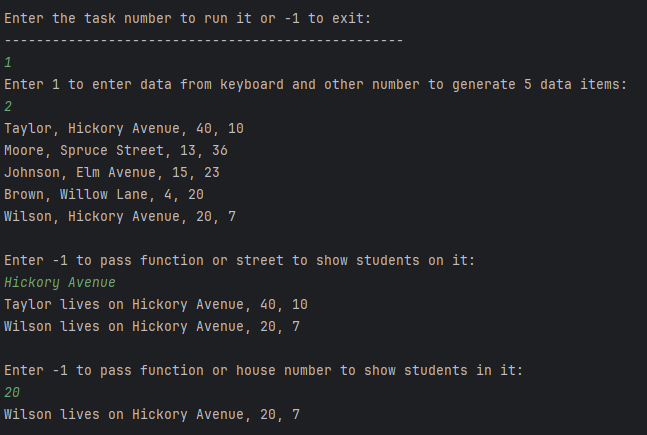 Enter the task number to run it or -1 to exit:
--------------------------------------------------
1
Enter 1 to enter data from keyboard and other number to generate 5 data items:
2
Taylor, Hickory Avenue, 40, 10
Moore, Spruce Street, 13, 36
Johnson, Elm Avenue, 15, 23
Brown, Willow Lane, 4, 20
Wilson, Hickory Avenue, 20, 7
Enter -1 to pass function or street to show students on it:
Hickory Avenue
Taylor lives on Hickory Avenue, 40, 10
Wilson lives on Hickory Avenue, 20, 7
Enter -1 to pass function or house number to show students in it:
20
Wilson lives on Hickory Avenue, 20, 7